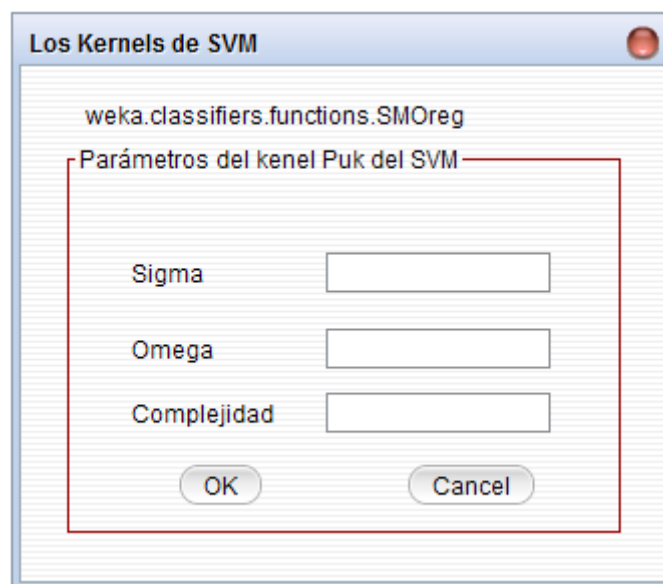 Los Kernels de SVM
weka.classifiers.functions.SMOreg
Parámetros del kenel Puk del SVM
Sigma
Omega
Complejidad
OK Cancel